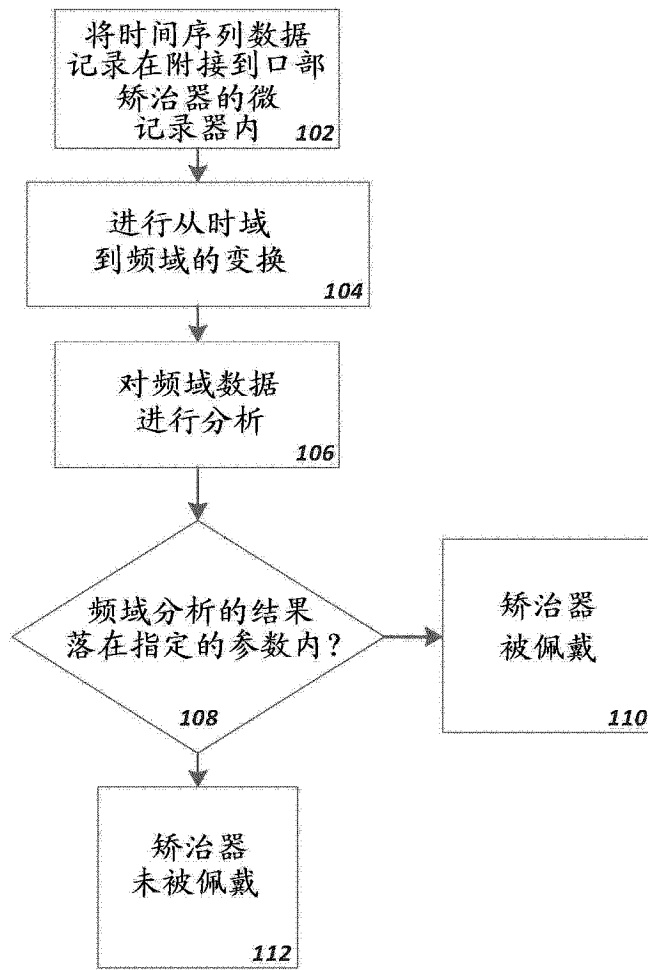 将时间序列数据
记录在附接到口部
矫治器的微
记录器内
102
进行从时域
到频域的变换
104
对频域数据
进行分析
106
频域分析的结果
落在指定的参数内?
108
矫治器
被佩戴
110
矫治器
未被佩戴
112